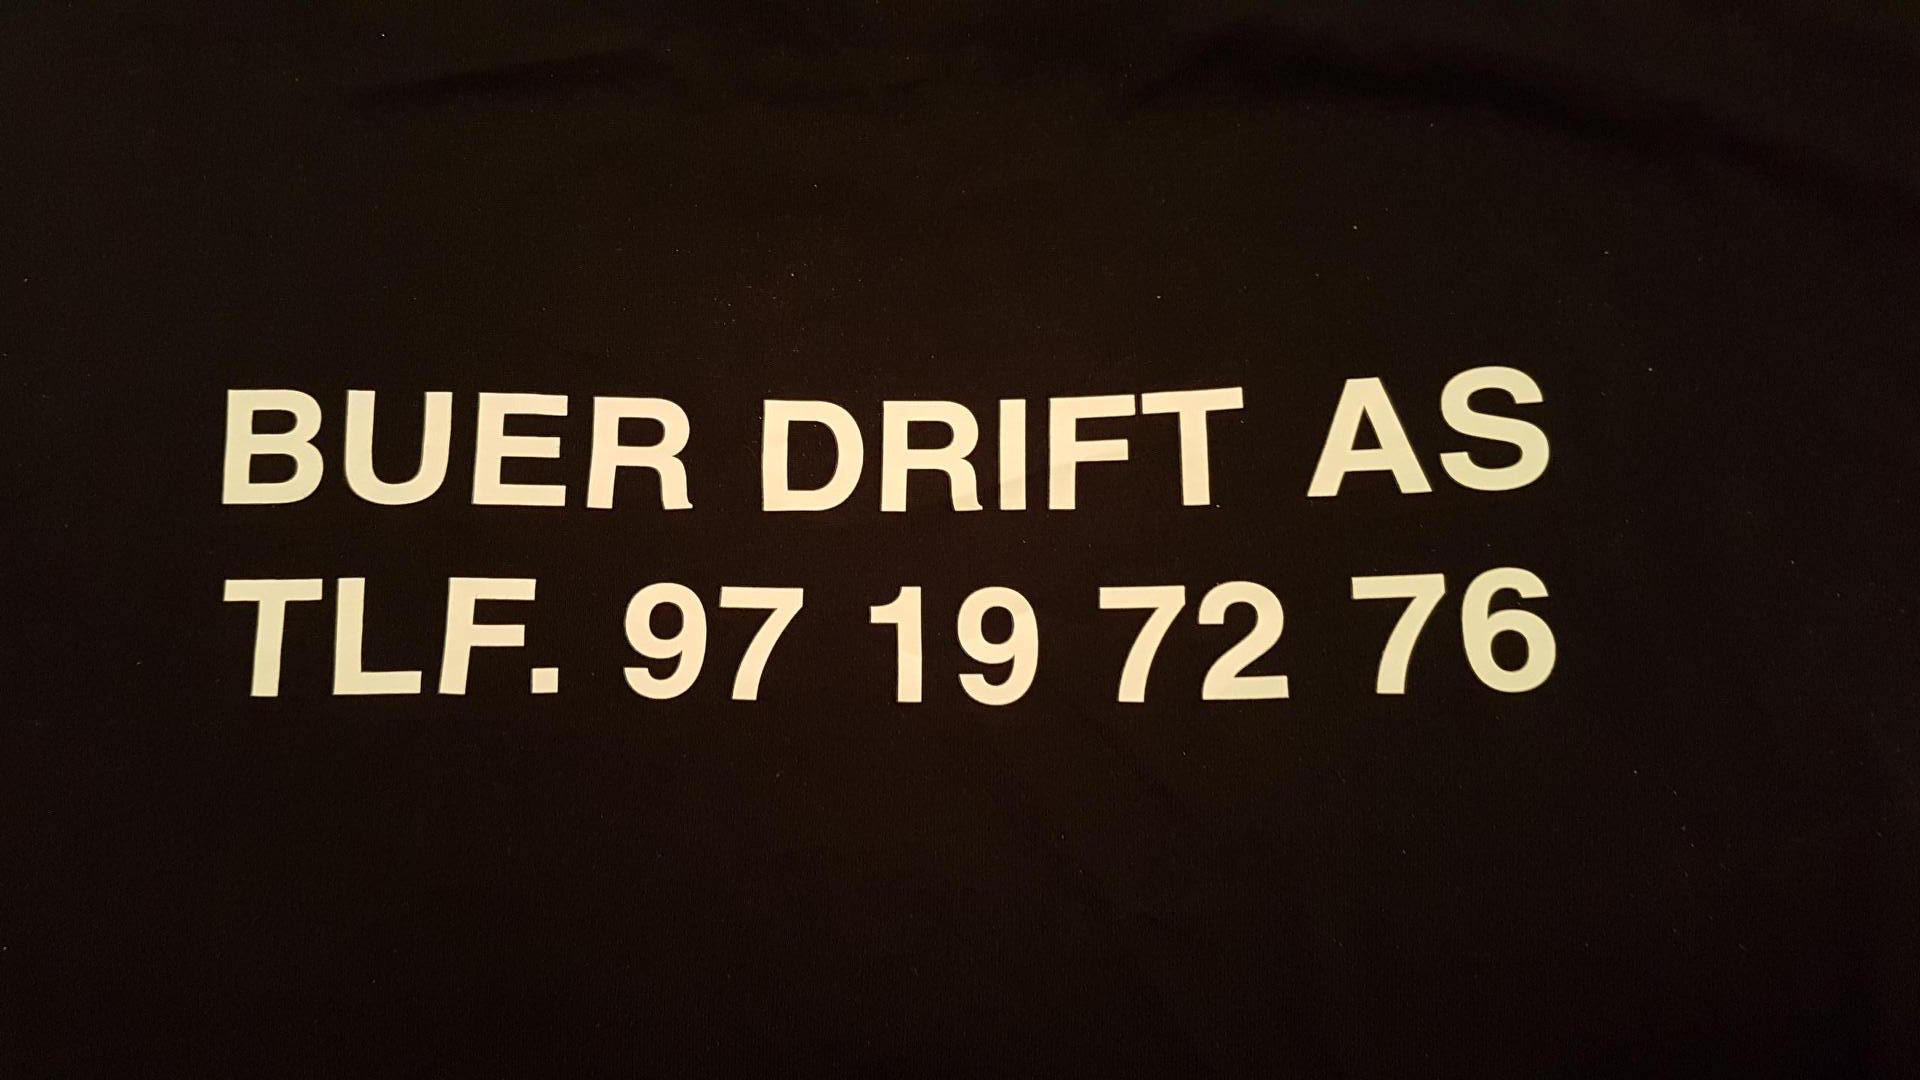 BUER DRIFT AS
TLF. 97 19 72 76